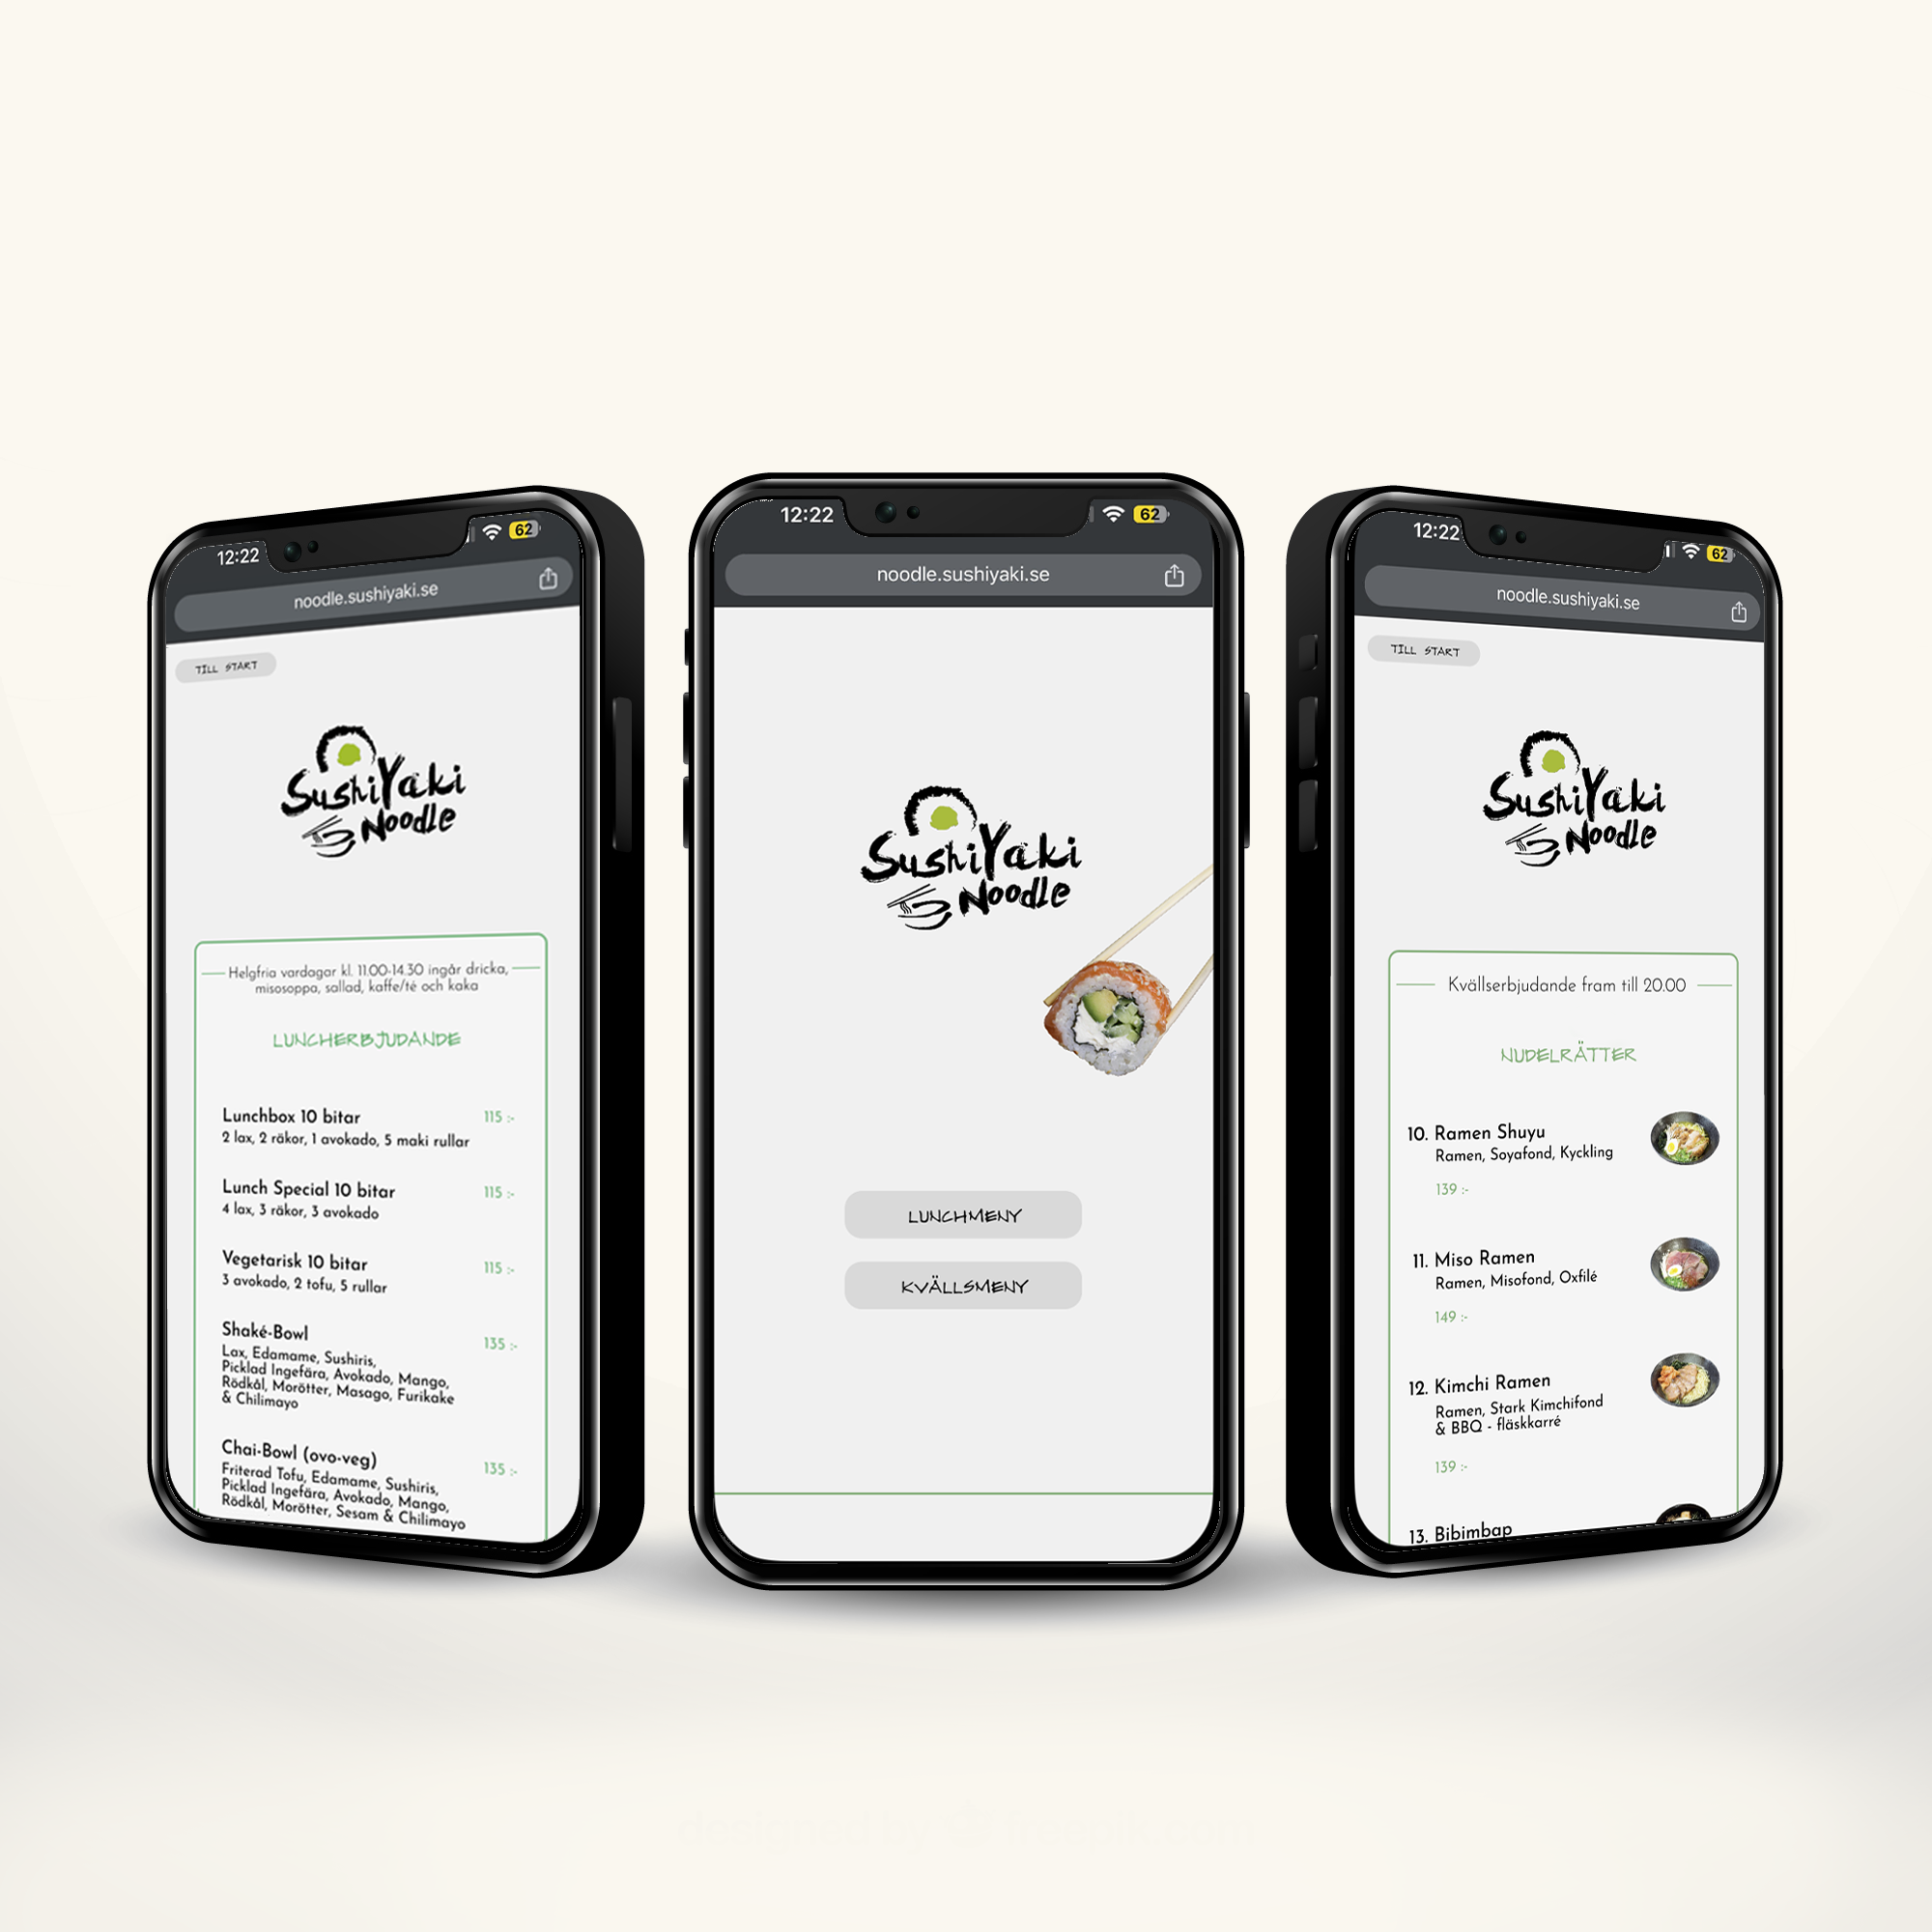 12:22
62
noodle.sushiyaki.se
TILL START
SushiYaki
Noodle
Helgfria vardagar kl. 11.00-14.30 ingår dricka,
misosoppa, sallad, kaffe/té och kaka
LUNCHERBJUDANDE
Lunchbox 10 bitar 115 :-
2 lax, 2 räkor, 1 avokado, 5 maki rullar
Lunch Special 10 bitar 115 :-
4 lax, 3 räkor, 3 avokado
Vegetarisk 10 bitar 115 :-
3 avokado, 2 tofu, 5 rullar
Shaké-Bowl 135 :-
Lax, Edamame, Sushiris,
Picklad Ingefära, Avokado, Mango,
Rödkål, Morötter, Masago, Furikake
& Chilimayo
Chai-Bowl (ovo-veg) 135 :-
Friterad Tofu, Edamame, Sushiris,
Picklad Ingefära, Avokado, Mango,
Rödkål, Morötter, Sesam & Chilimayo
12:22
62
noodle.sushiyaki.se
SushiYaki
Noodle
LUNCHMENY
KVÄLLSMENY
12:22
62
noodle.sushiyaki.se
TILL START
SushiYaki
Noodle
Kvällserbjudande fram till 20.00
NUDELRÄTTER
10. Ramen Shuyu
Ramen, Soyafond, Kyckling
139 :-
11. Miso Ramen
Ramen, Misofond, Oxfilé
149 :-
12. Kimchi Ramen
Ramen, Stark Kimchifond
& BBQ - fläskkarré
139 :-
13. Bibimbap
designed by freepik.com